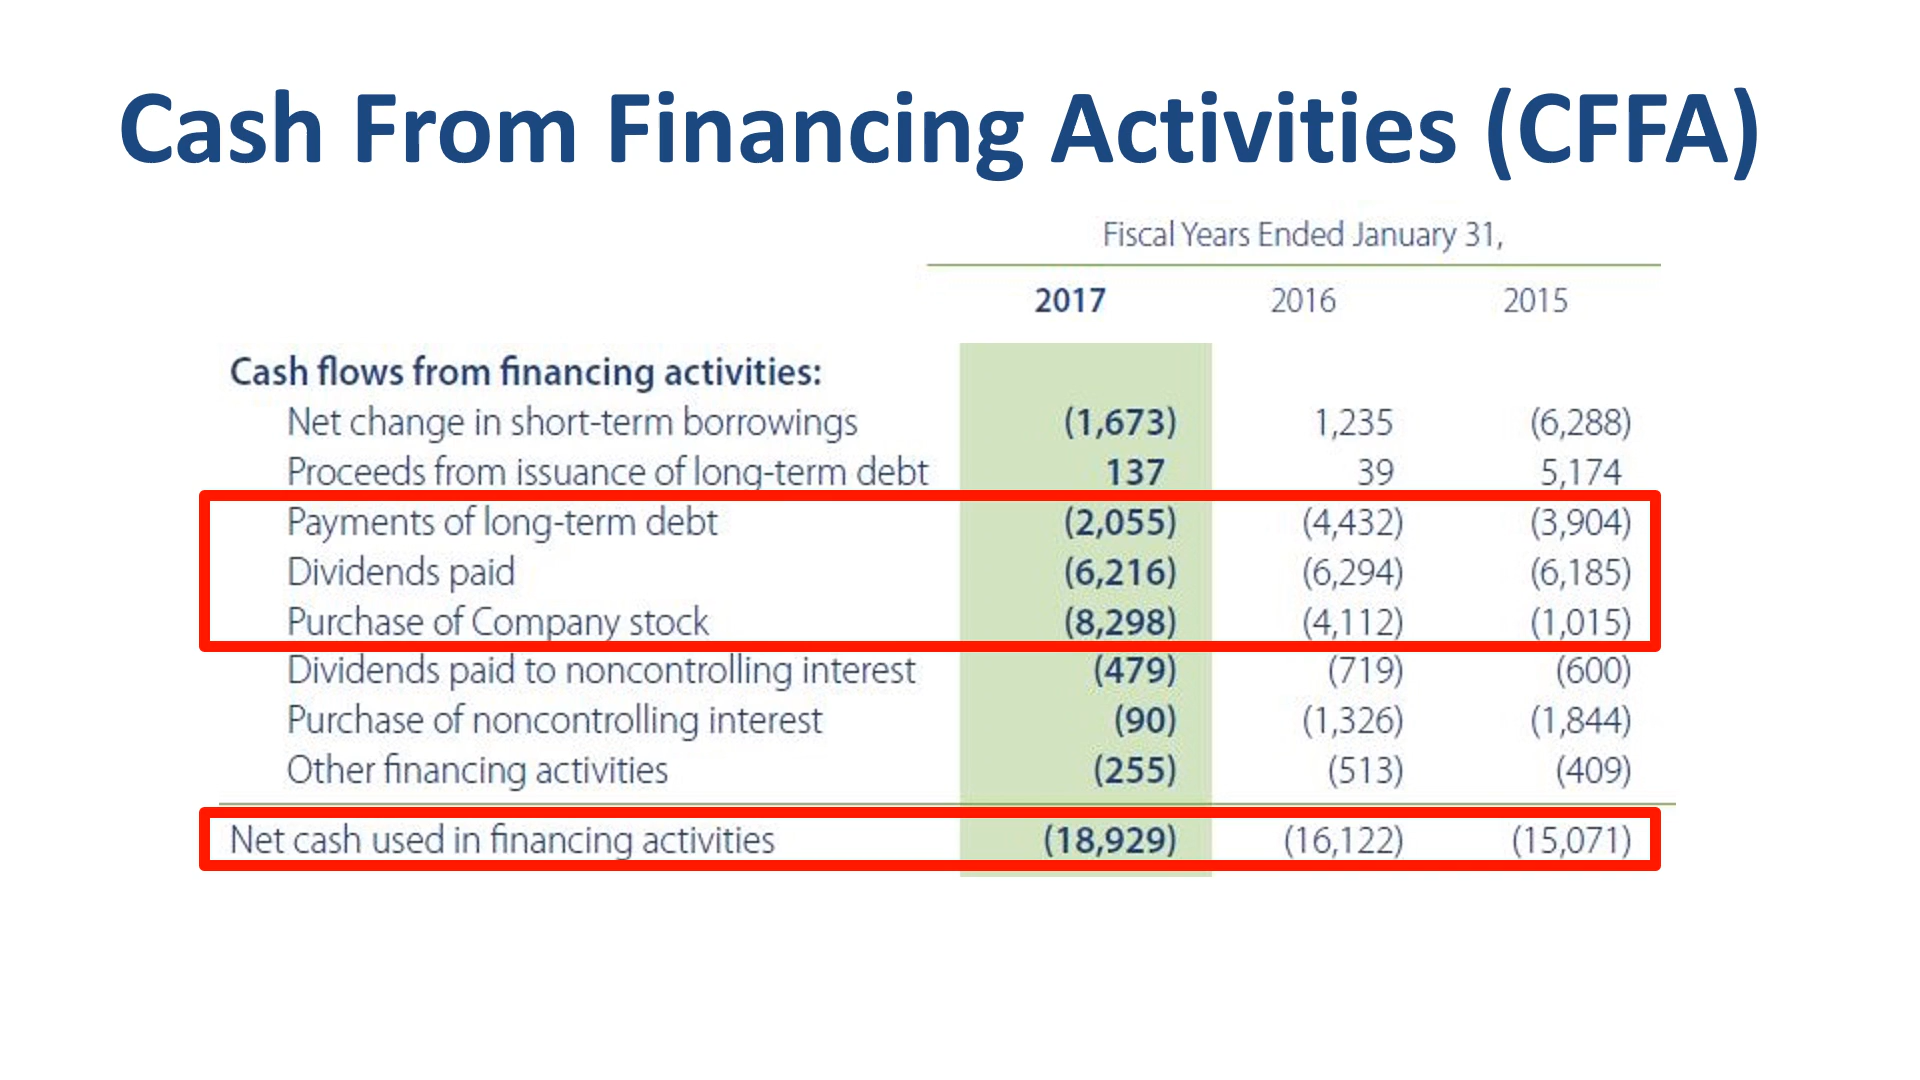 Cash From Financing Activities (CFFA)
Fiscal Years Ended January 31,
2017 2016 2015
Cash flows from financing activities:
Net change in short-term borrowings (1,673) 1,235 (6,288)
Proceeds from issuance of long-term debt 137 39 5,174
Payments of long-term debt (2,055) (4,432) (3,904)
Dividends paid (6,216) (6,294) (6,185)
Purchase of Company stock (8,298) (4,112) (1,015)
Dividends paid to noncontrolling interest (479) (719) (600)
Purchase of noncontrolling interest (90) (1,326) (1,844)
Other financing activities (255) (513) (409)
Net cash used in financing activities (18,929) (16,122) (15,071)